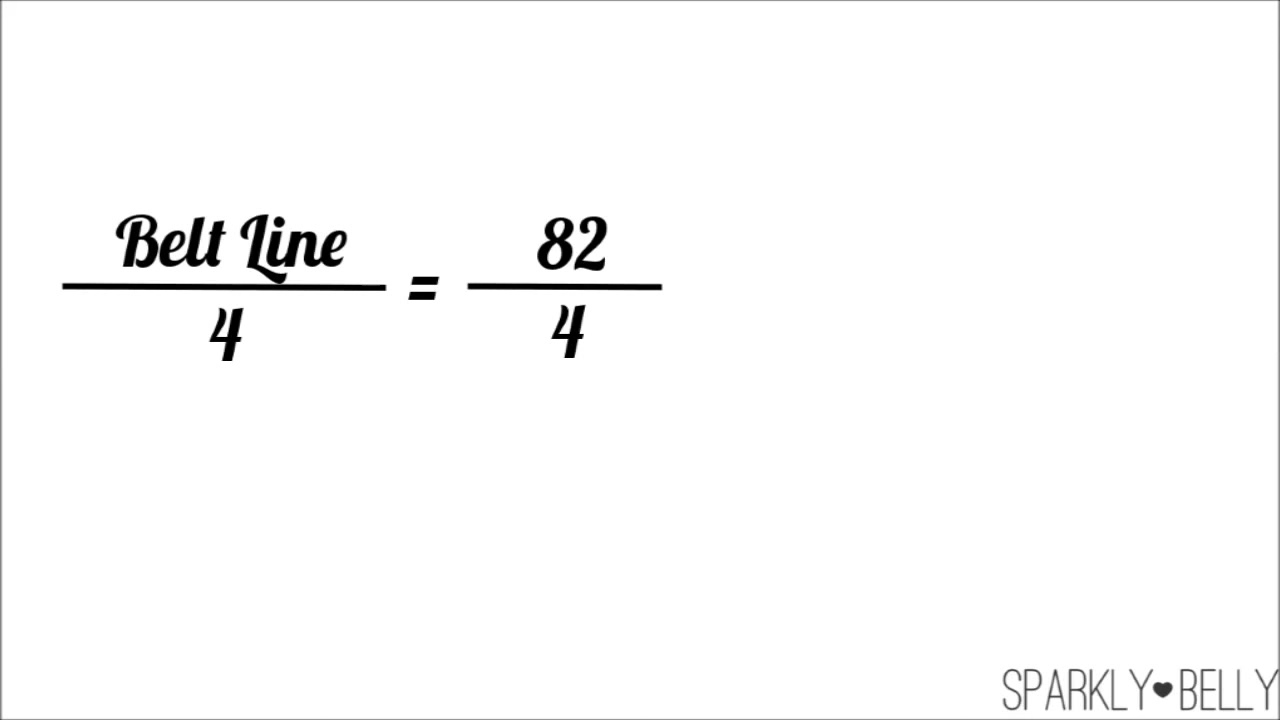 Belt Line
4
=
82
4
SPARKLY♥BELLY